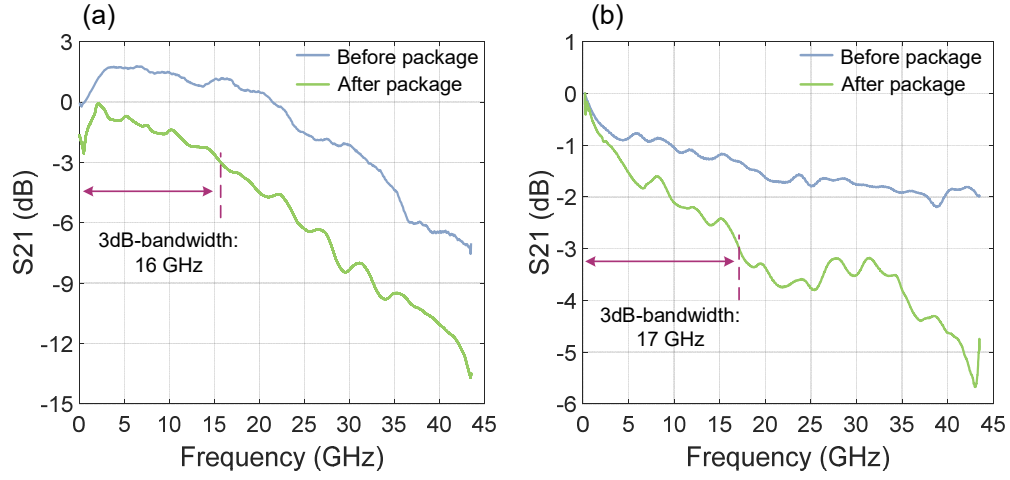 (a)
3
0
-3
-6
-9
-12
-15
S21 (dB)
Before package
After package
3dB-bandwidth:
16 GHz
0 5 10 15 20 25 30 35 40 45
Frequency (GHz)
(b)
1
0
-1
-2
-3
-4
-5
-6
S21 (dB)
Before package
After package
3dB-bandwidth:
17 GHz
0 5 10 15 20 25 30 35 40 45
Frequency (GHz)